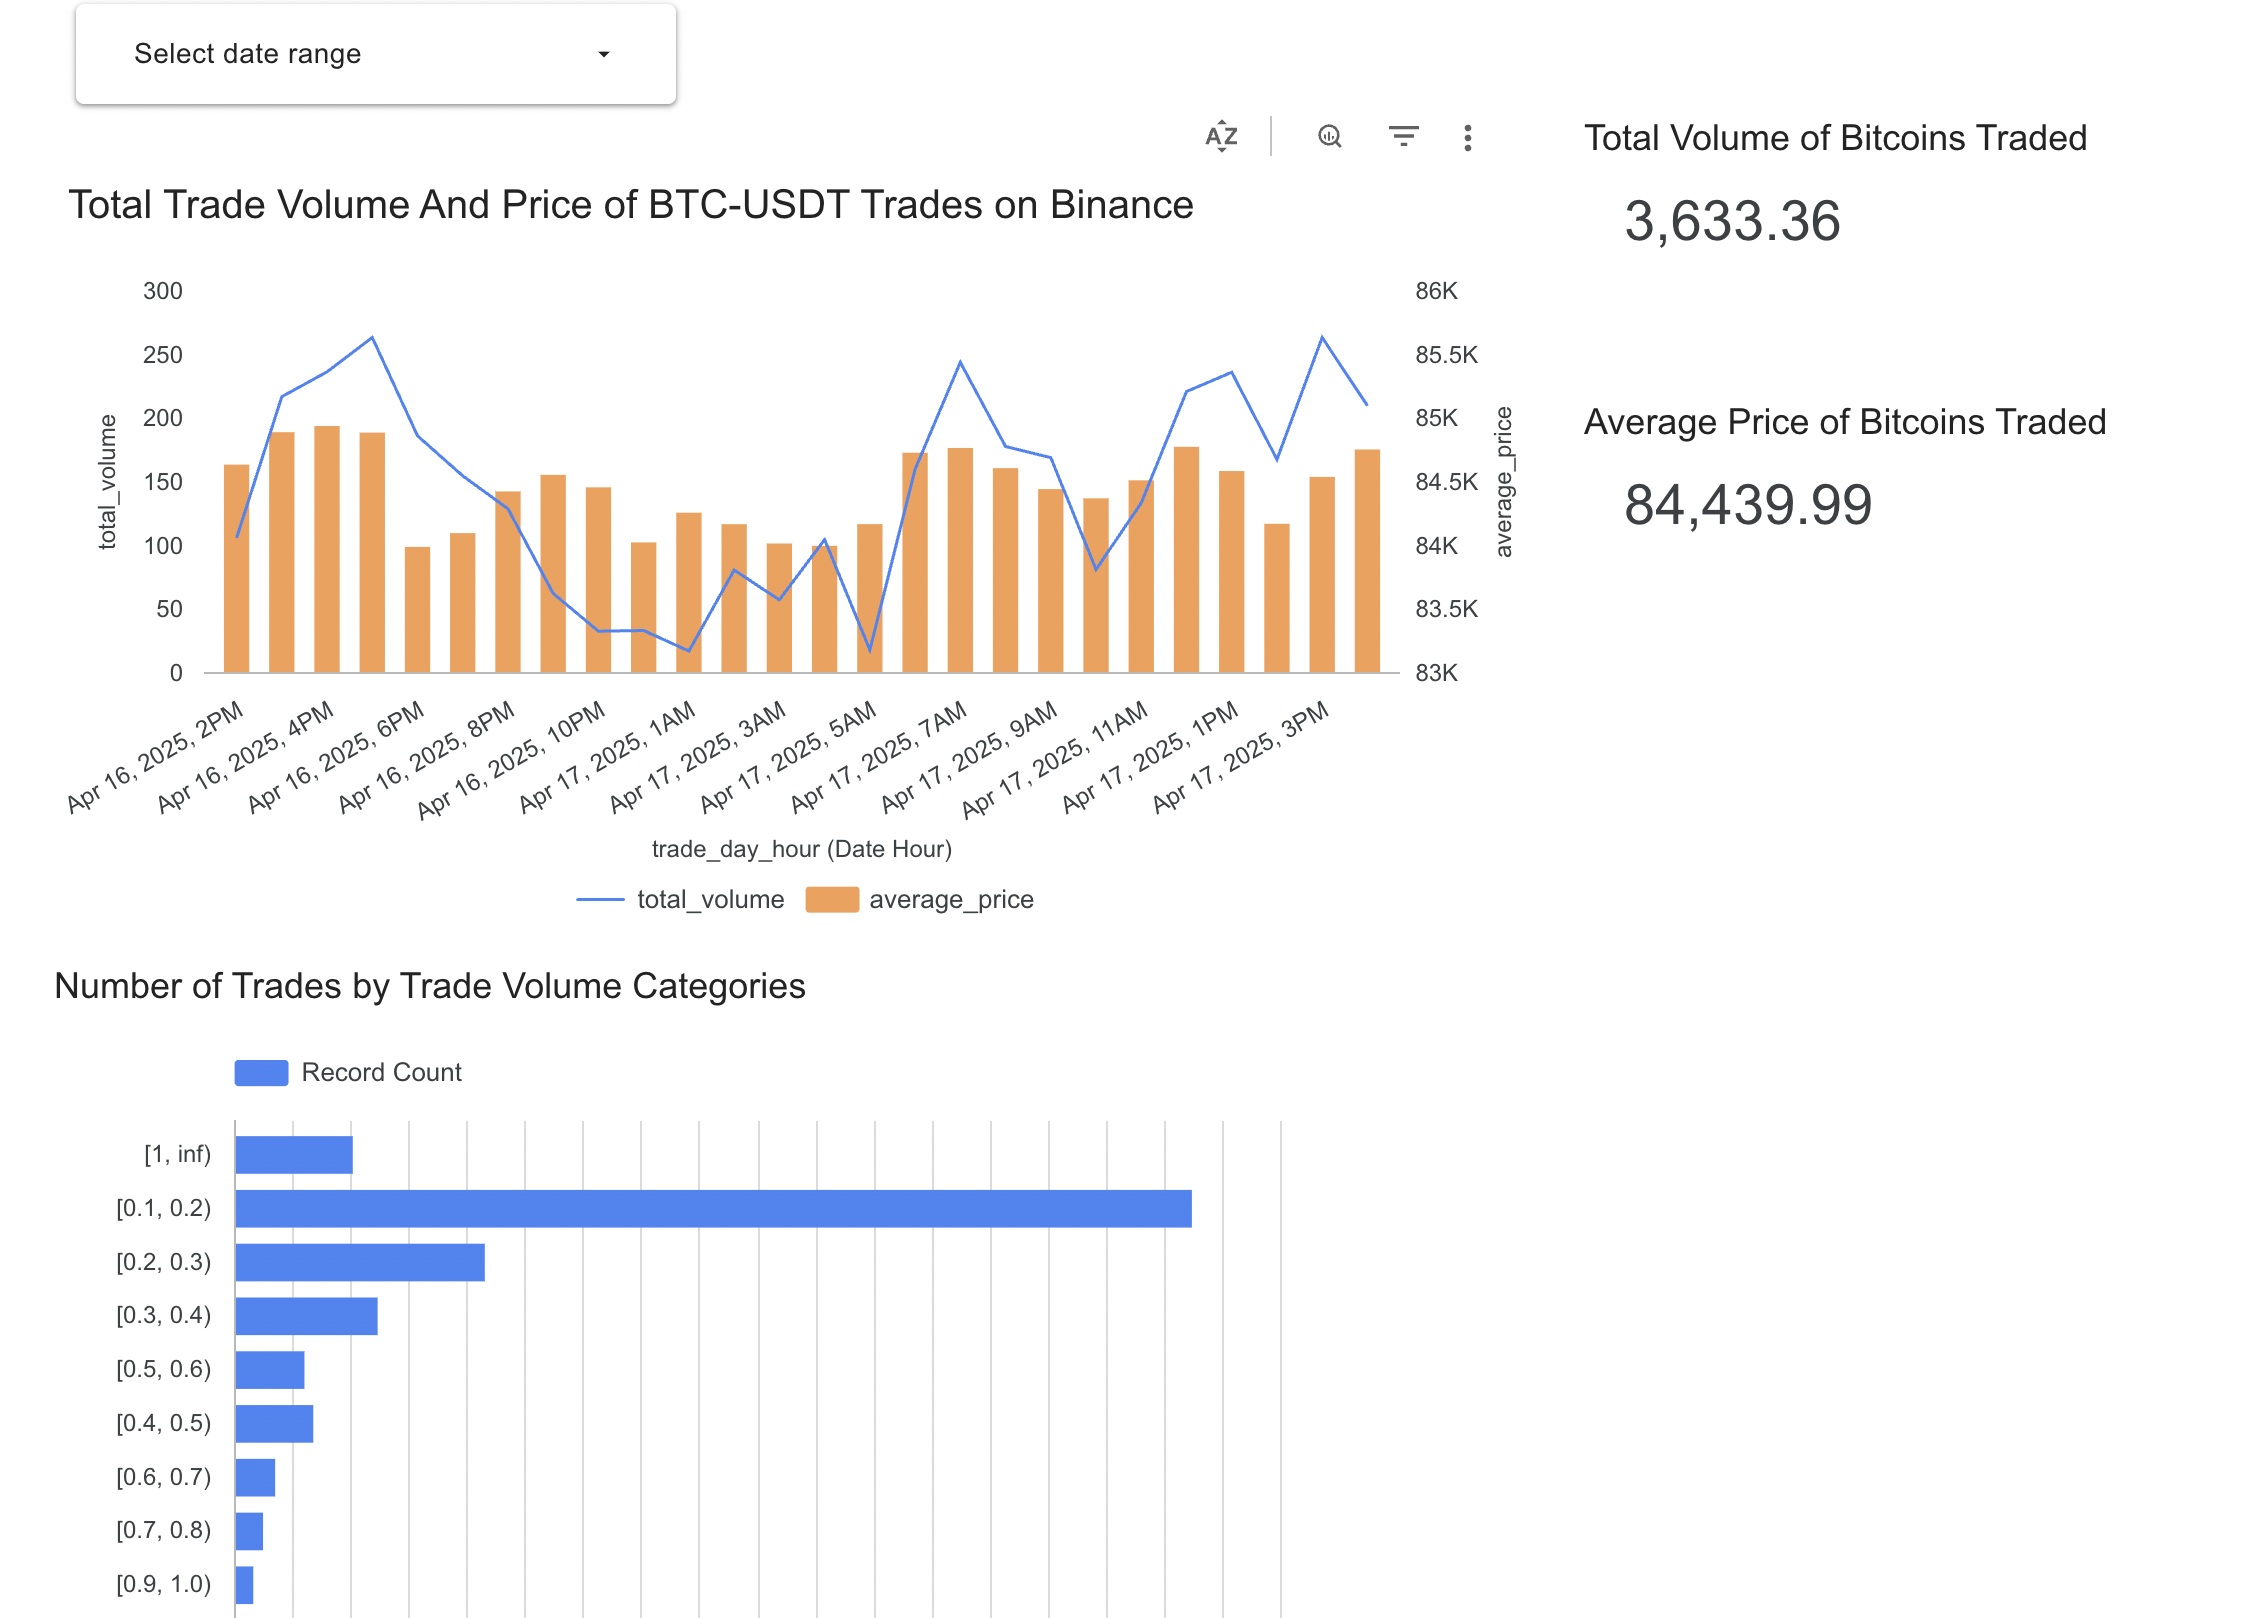 Select date range
AZ
Total Trade Volume And Price of BTC-USDT Trades on Binance
300
250
200
150
100
50
0
total_volume
86K
85.5K
85K
84.5K
84K
83.5K
83K
average_price
Apr 16, 2025, 2PM
Apr 16, 2025, 4PM
Apr 16, 2025, 6PM
Apr 16, 2025, 8PM
Apr 16, 2025, 10PM
Apr 17, 2025, 1AM
Apr 17, 2025, 3AM
Apr 17, 2025, 5AM
Apr 17, 2025, 7AM
Apr 17, 2025, 9AM
Apr 17, 2025, 11AM
Apr 17, 2025, 1PM
Apr 17, 2025, 3PM
trade_day_hour (Date Hour)
total_volume
average_price
Total Volume of Bitcoins Traded
3,633.36
Average Price of Bitcoins Traded
84,439.99
Number of Trades by Trade Volume Categories
Record Count
[1, inf)
[0.1, 0.2)
[0.2, 0.3)
[0.3, 0.4)
[0.5, 0.6)
[0.4, 0.5)
[0.6, 0.7)
[0.7, 0.8)
[0.9, 1.0)